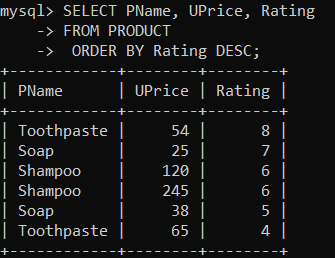 mysql> SELECT PName, UPrice, Rating
    -> FROM PRODUCT
    ->  ORDER BY Rating DESC;
+------------+--------+--------+
| PName      | UPrice | Rating |
+------------+--------+--------+
| Toothpaste |     54 |      8 |
| Soap       |     25 |      7 |
| Shampoo    |    120 |      6 |
| Shampoo    |    245 |      6 |
| Soap       |     38 |      5 |
| Toothpaste |     65 |      4 |
+------------+--------+--------+